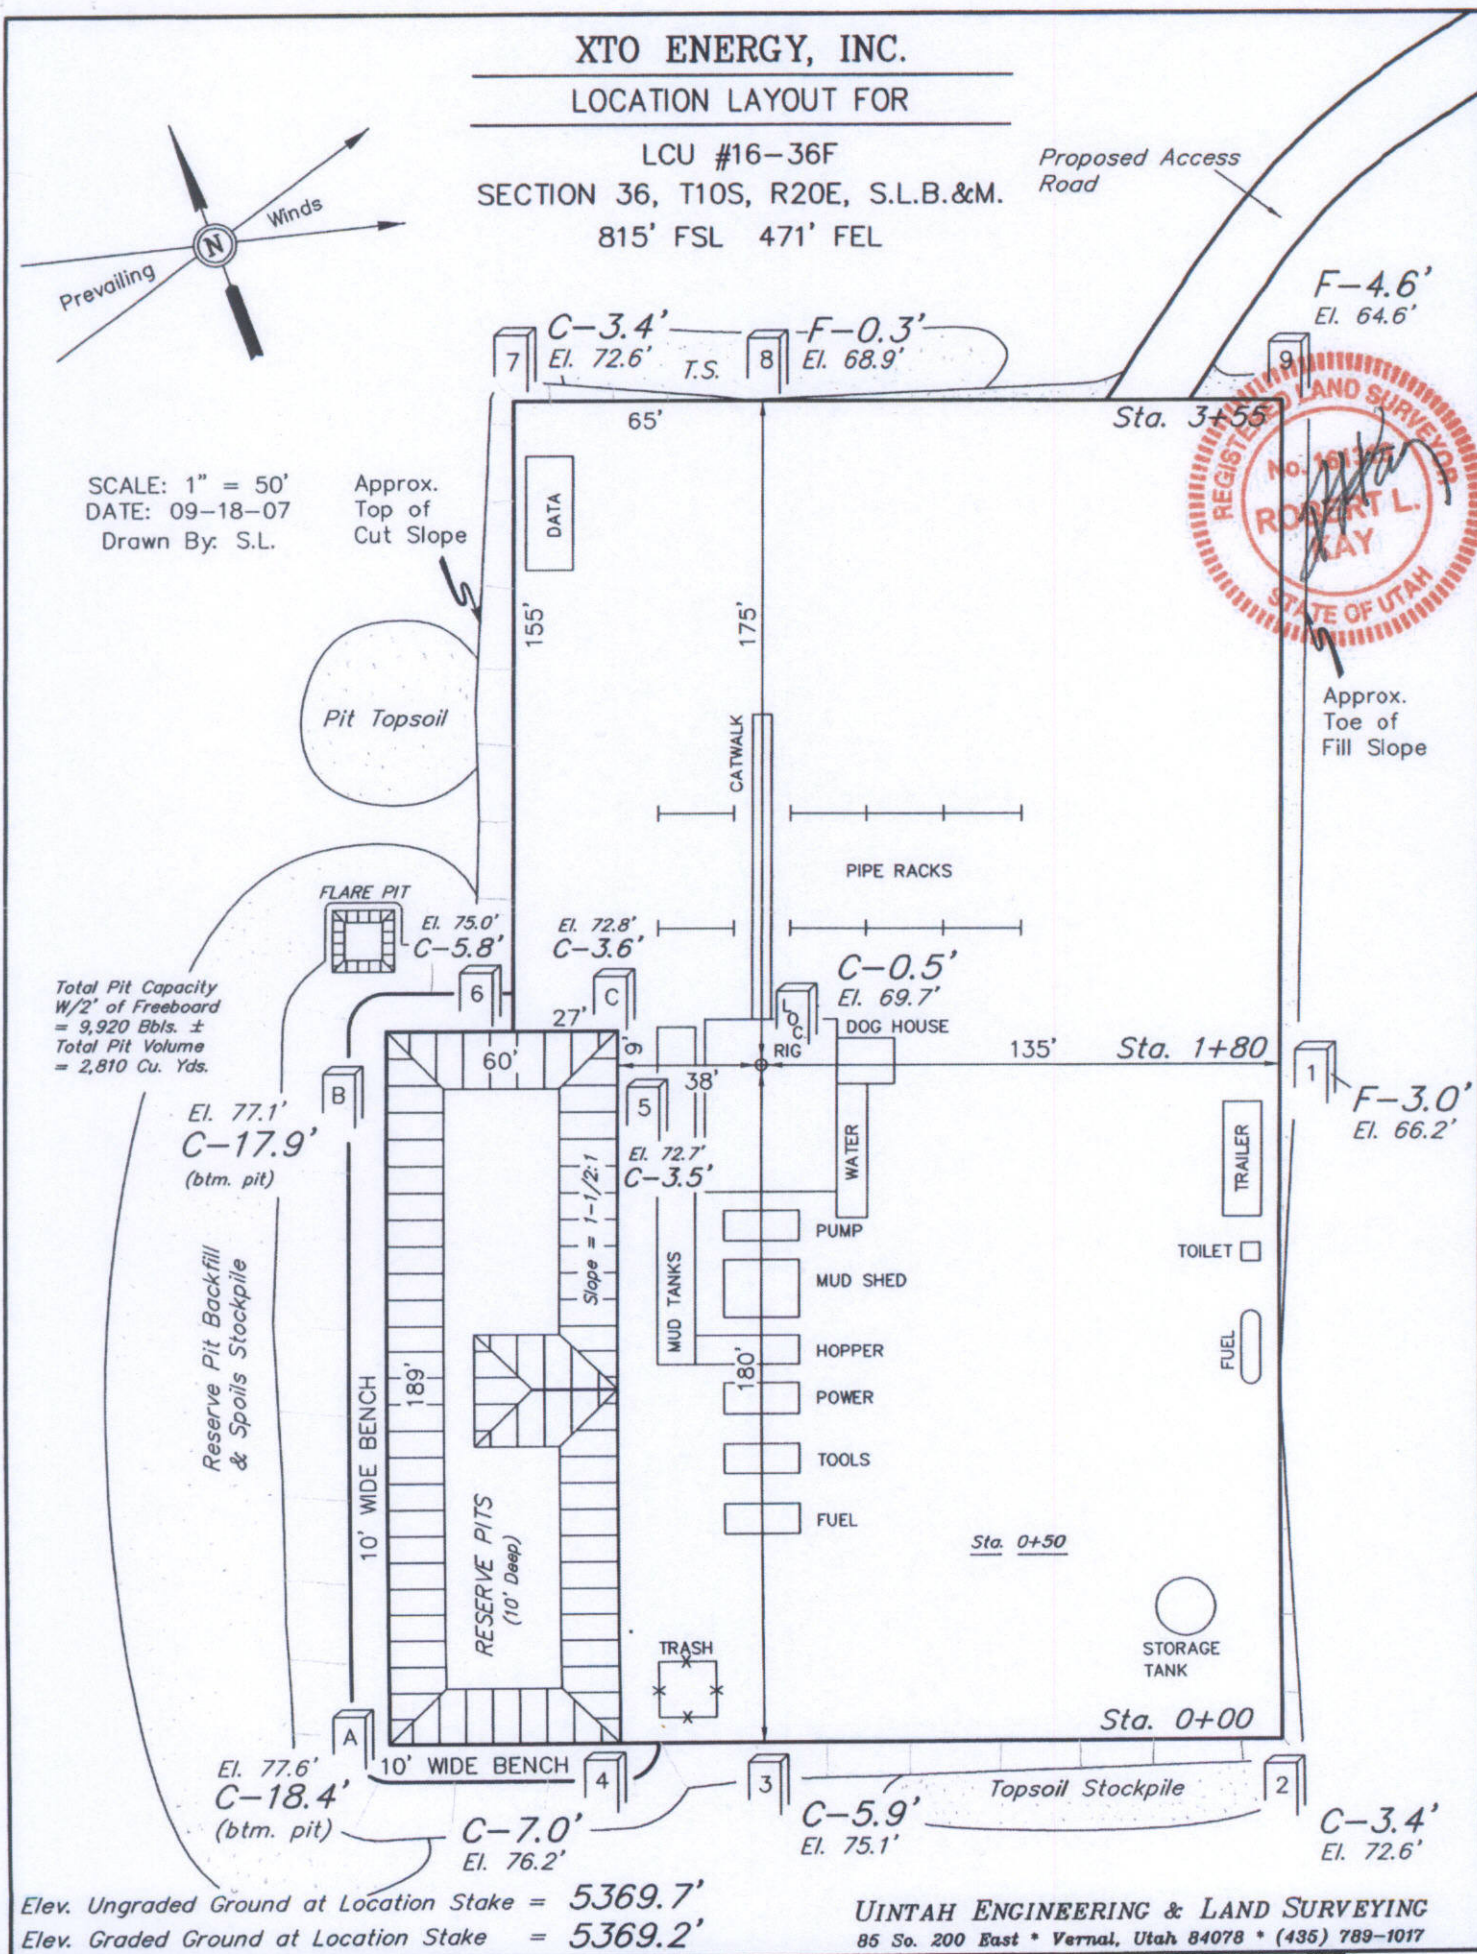 XTO ENERGY, INC.
LOCATION LAYOUT FOR
LCU #16-36F
SECTION 36, T10S, R20E, S.L.B.&M.
815' FSL 471' FEL
Proposed Access
Road
Winds
N
Prevailing
F-4.6'
El. 64.6'
C-3.4'
El. 72.6'
T.S.
F-0.3'
El. 68.9'
7
8
9
65'
Sta. 3+55
REGISTERED LAND SURVEYOR
ROBERT L.
KAY
STATE OF UTAH
SCALE: 1" = 50'
DATE: 09-18-07
Drawn By: S.L.
Approx.
Top of
Cut Slope
DATA
155'
175'
Approx.
Toe of
Fill Slope
Pit Topsoil
CATWALK
PIPE RACKS
FLARE PIT
El. 75.0'
C-5.8'
El. 72.8'
C-3.6'
C-0.5'
El. 69.7'
Total Pit Capacity
W/2' of Freeboard
= 9,920 Bbls. ±
Total Pit Volume
= 2,810 Cu. Yds.
6
C
LOC
27'
60'
9'
38'
RIG
DOG HOUSE
135'
Sta. 1+80
1
F-3.0'
El. 66.2'
B
El. 77.1'
C-17.9'
(btm. pit)
5
El. 72.7'
C-3.5'
Slope = 1-1/2:1
WATER
TRAILER
PUMP
TOILET
MUD SHED
MUD TANKS
HOPPER
180'
FUEL
POWER
TOOLS
FUEL
Reserve Pit Backfill
& Spoils Stockpile
10' WIDE BENCH
189'
RESERVE PITS
(10' Deep)
Sta. 0+50
STORAGE
TANK
TRASH
Sta. 0+00
A
10' WIDE BENCH
4
3
2
Topsoil Stockpile
El. 77.6'
C-18.4'
(btm. pit)
C-7.0'
El. 76.2'
C-5.9'
El. 75.1'
C-3.4'
El. 72.6'
Elev. Ungraded Ground at Location Stake = 5369.7'
Elev. Graded Ground at Location Stake = 5369.2'
UINTAH ENGINEERING & LAND SURVEYING
85 So. 200 East * Vernal, Utah 84078 * (435) 789-1017